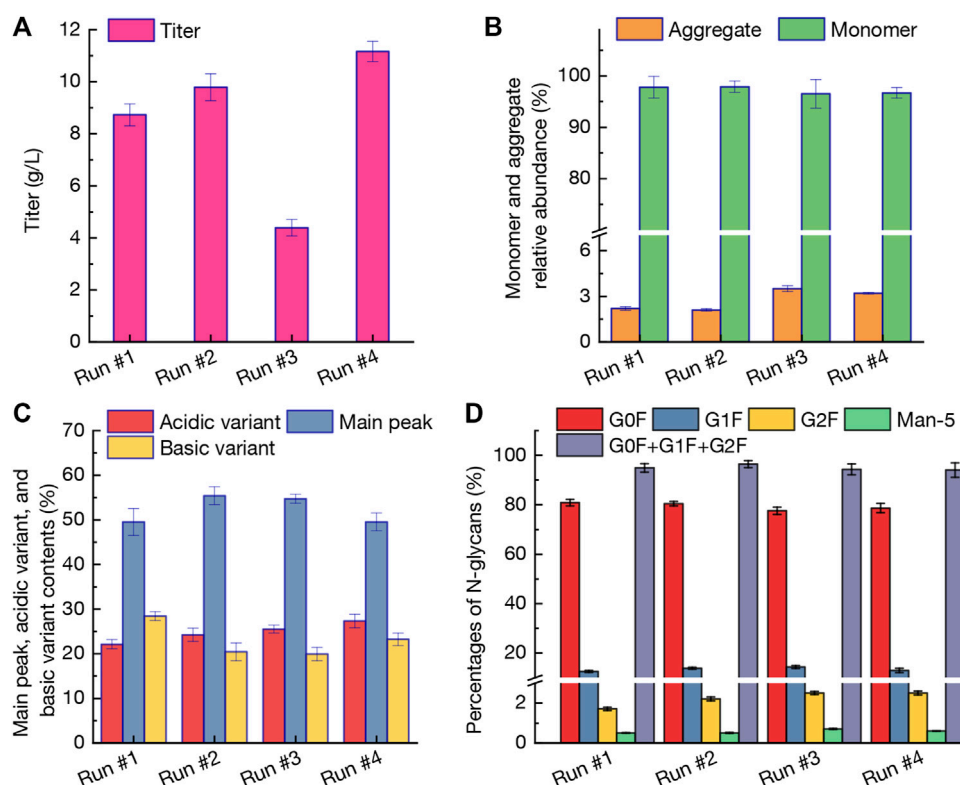 A
Titer
Titer (g/L)
12
10
8
6
4
2
0
Run #1
Run #2
Run #3
Run #4
B
Aggregate
Monomer
Monomer and aggregate
relative abundance (%)
100
90
80
6
3
0
Run #1
Run #2
Run #3
Run #4
C
Acidic variant
Main peak
Basic variant
Main peak, acidic variant, and
basic variant contents (%)
70
60
50
40
30
20
10
0
Run #1
Run #2
Run #3
Run #4
D
G0F
G1F
G2F
Man-5
G0F+G1F+G2F
Percentages of N-glycans (%)
100
80
60
40
20
2
0
Run #1
Run #2
Run #3
Run #4